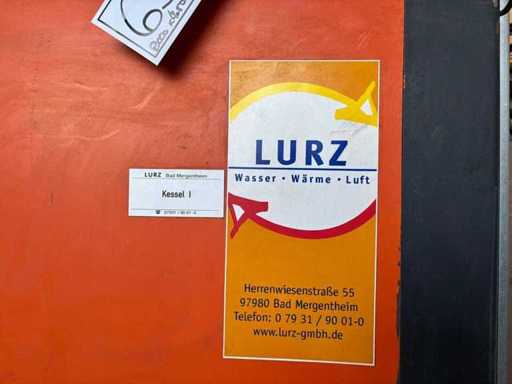 LURZ Bad Mergentheim
Kessel I
LURZ
Wasser • Wärme • Luft
Herrenwiesenstraße 55
97980 Bad Mergentheim
Telefon: 0 79 31 / 90 01-0
www.lurz-gmbh.de